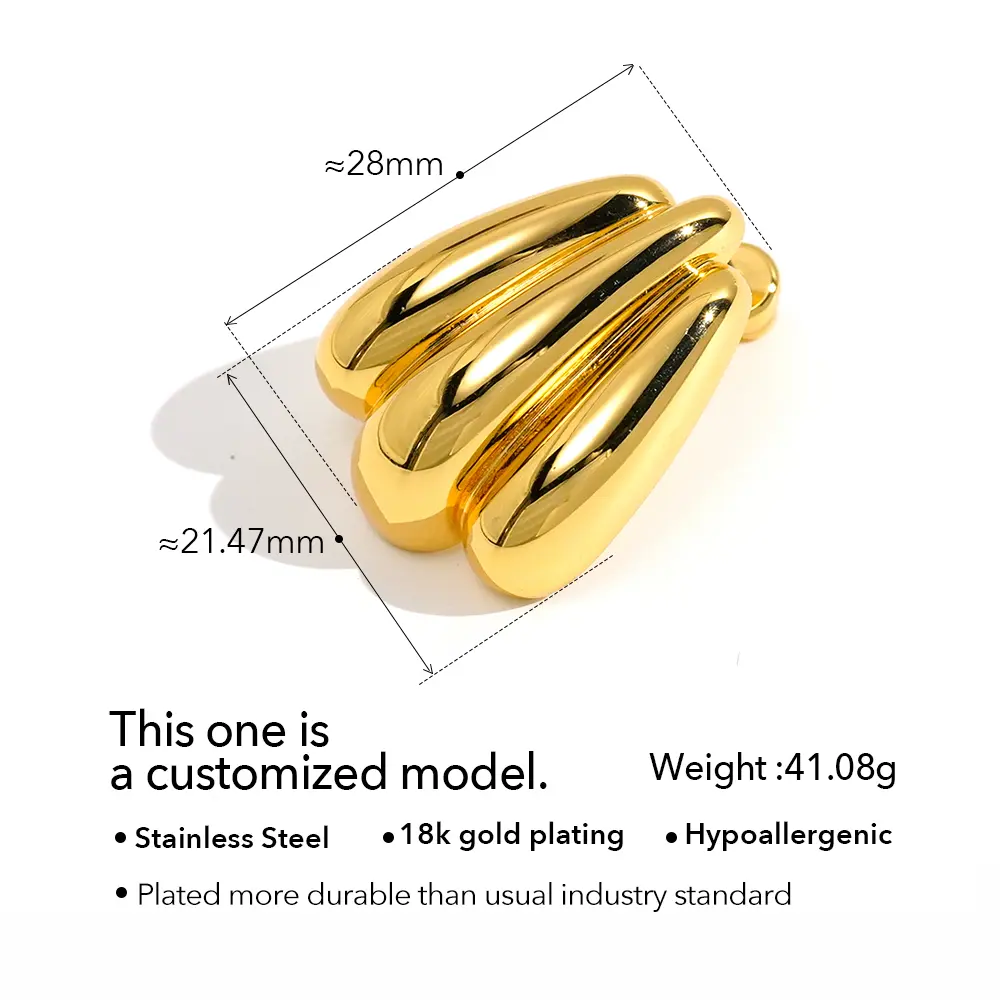 ≈28mm
≈21.47mm
This one is
a customized model.
Weight :41.08g
• Stainless Steel
•18k gold plating
• Hypoallergenic
• Plated more durable than usual industry standard